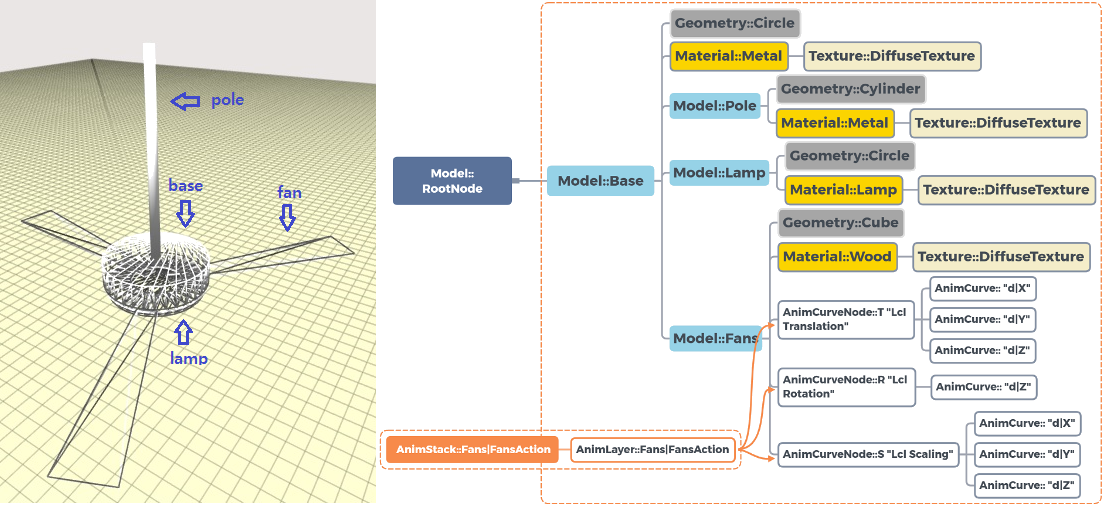 pole
base
fan
lamp
Model::
RootNode
Model::Base
Geometry::Circle
Material::Metal
Texture::DiffuseTexture
Model::Pole
Geometry::Cylinder
Material::Metal
Texture::DiffuseTexture
Model::Lamp
Geometry::Circle
Material::Lamp
Texture::DiffuseTexture
Model::Fans
Geometry::Cube
Material::Wood
Texture::DiffuseTexture
AnimCurveNode::T "Lcl
Translation"
AnimCurve:: "d|X"
AnimCurve:: "d|Y"
AnimCurve:: "d|Z"
AnimCurveNode::R "Lcl
Rotation"
AnimCurve:: "d|Z"
AnimCurveNode::S "Lcl Scaling"
AnimCurve:: "d|X"
AnimCurve:: "d|Y"
AnimCurve:: "d|Z"
AnimStack::Fans|FansAction
AnimLayer::Fans|FansAction